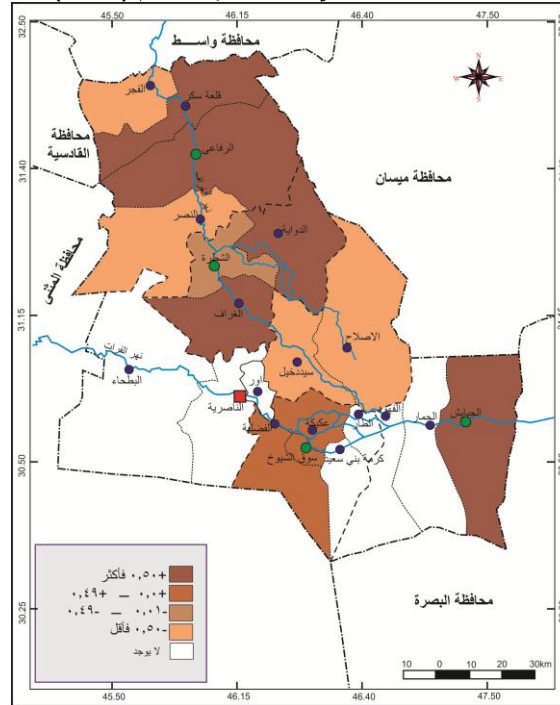 45.50 46.15 46.40 47.50
32.50
محافظة واسط
N
W E
S
الفجر
قلعة سكر
محافظة القادسية
الرفاعي
31.40
محافظة ميسان
النصر
الدواية
الشطرة
محافظة المثنى
الغراف
31.15
الاصلاح
نهر الفرات
البطحاء
سيددخيل
اور
الناصرية
الطار
الجبايش
الحمار
عكيكة
الفضلية
سوق الشيوخ
كرمة بني سعيد
30.50
+٠,٥٠ فأكثر
+٠,٠ — +٠,٤٩
-٠,٠١ — -٠,٤٩
-٠,٥٠ فأقل
لا يوجد
محافظة البصرة
30.25
10 0 10 20 30km
45.50 46.15 46.40 47.50